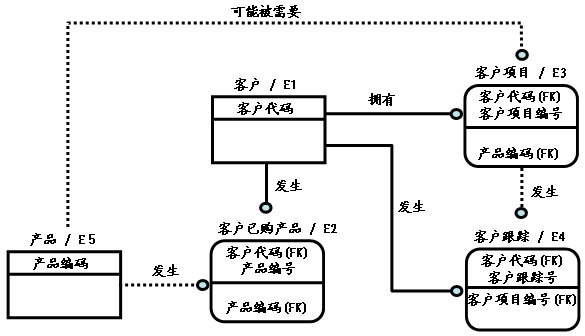 可能被需要
客户 / E1
客户代码
拥有
客户项目 / E3
客户代码(FK)
客户项目编号
产品编码(FK)
发生
发生
发生
客户已购产品 / E2
客户代码(FK)
产品编号
产品编码(FK)
产品 / E5
产品编码
发生
客户跟踪 / E4
客户代码(FK)
客户跟踪号
客户项目编号(FK)